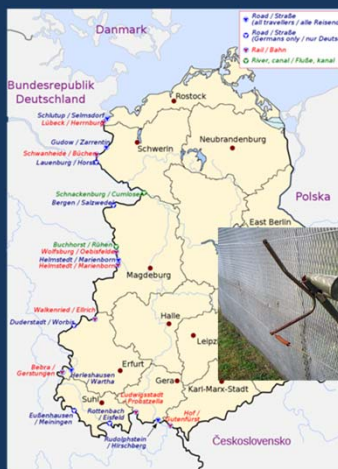 Danmark
Road / Straße
(all travellers / alle Reisende
Road / Straße
(Germans only / nur Deuts
Rail / Bahn
River, canal / Fluße, kanal
Bundesrepublik
Deutschland
Rostock
Schlutup / Selmsdorf
Lübeck / Herrnburg
Schwerin
Neubrandenburg
Gudow / Zarrentin
Schwanheide / Büchen
Lauenburg / Horst
Polska
Schnackenburg / Cumlosen
Bergen / Salzwedel
East Berlin
Buchhorst / Rühen
Wolfsburg / Oebisfelde
Helmstedt / Marienborn
Helmstedt / Marienborn
Magdeburg
Walkenried / Ellrich
Duderstadt / Worbis
Halle
Leipz
Erfurt
Bebra /
Gerstungen
Herleshausen
/ Wartha
Gera
Karl-Marx-Stadt
Suhl
Ludwigsstadt
/ Probstzella
Rottenbach
/ Eisfeld
Hof /
Gutenfürst
Eußenhausen
/ Meiningen
Rudolphstein
/ Hirschberg
Československo